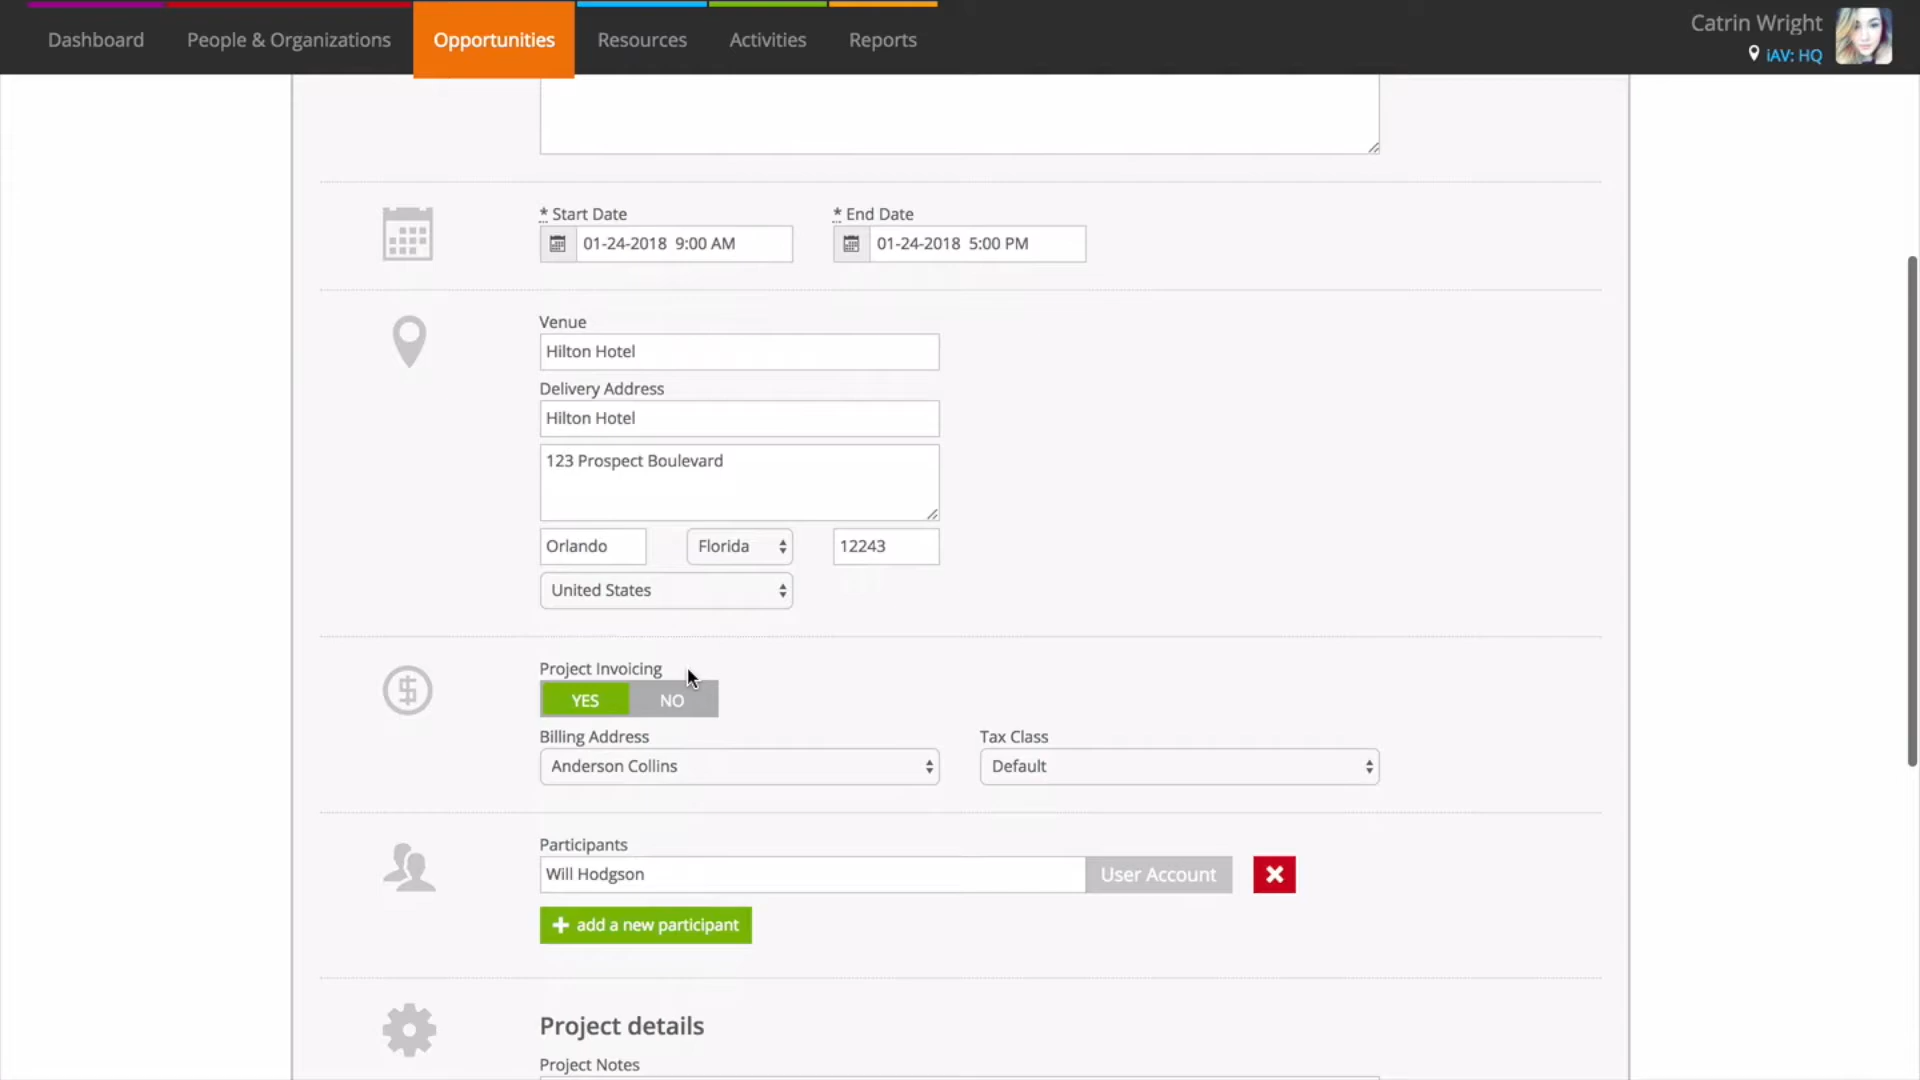 Dashboard People & Organizations Opportunities Resources Activities Reports
Catrin Wright
iAV: HQ
* Start Date * End Date
01-24-2018 9:00 AM 01-24-2018 5:00 PM
Venue
Hilton Hotel
Delivery Address
Hilton Hotel
123 Prospect Boulevard
Orlando Florida 12243
United States
Project Invoicing
YES NO
Billing Address Tax Class
Anderson Collins Default
Participants
Will Hodgson User Account
add a new participant
Project details
Project Notes